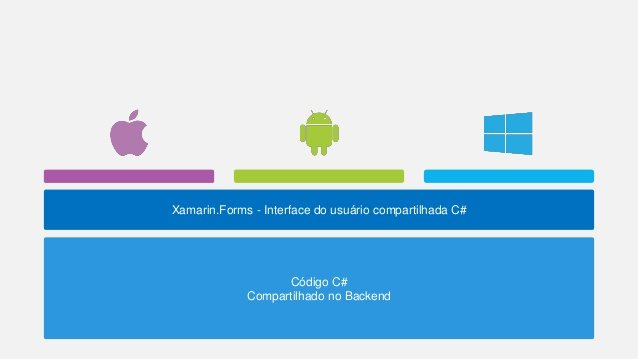 Xamarin.Forms - Interface do usuário compartilhada C#
Código C#
Compartilhado no Backend